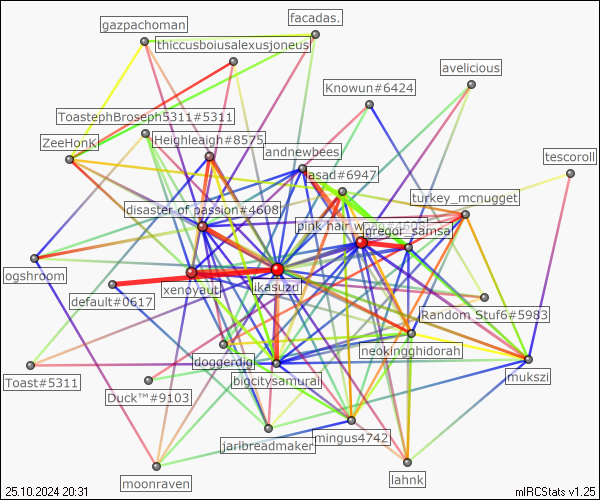 facadas.
gazpachoman
thiccusboiusalexusjoneus
avelicious
Knowun#6424
ToastephBroseph5311#5311
ZeeHonK
Heighleaigh#8575
andnewbees
tescoroll
asad#6947
turkey_mcnugget
disaster of passion#4608
pink hair
gregor_samsa
ogshroom
xenoyaut
ikasuzd
default#0617
Random Stuf6#5983
neokingghidorah
doggerdig
mukszi
Toast#5311
bigcitysamurai
Duck™#9103
mingus4742
jarlbreadmaker
lahnk
moonraven
25.10.2024 20:31
mIRCStats v1.25